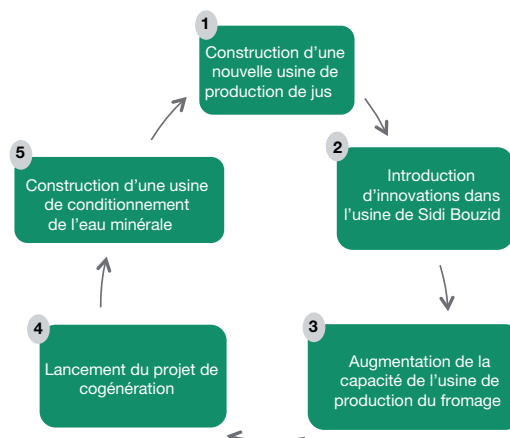 1
Construction d’une
nouvelle usine de
production de jus
2
Introduction
d’innovations dans
l’usine de Sidi Bouzid
3
Augmentation de la
capacité de l’usine de
production du fromage
4
Lancement du projet de
cogénération
5
Construction d’une usine
de conditionnement
de l’eau minérale